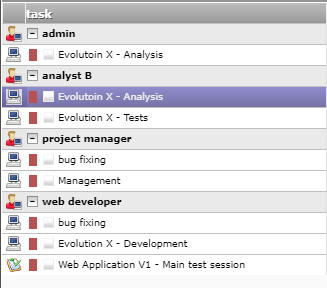 task
admin
Evolutoin X - Analysis
analyst B
Evolutoin X - Analysis
Evolution X - Tests
project manager
bug fixing
Management
web developer
bug fixing
Evolution X - Development
Web Application V1 - Main test session